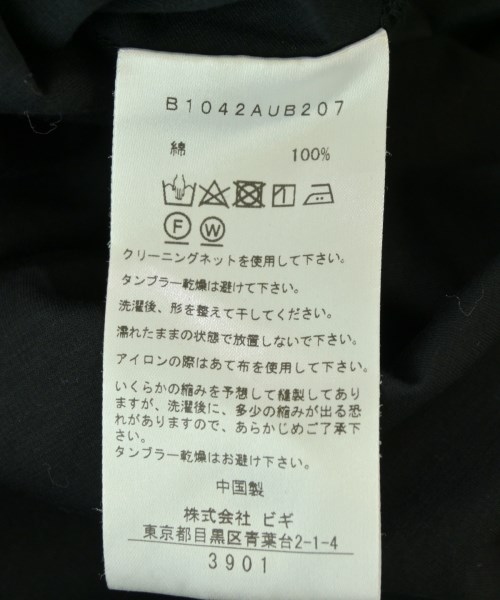 B1042AUB207
綿 100%
F W
クリーニングネットを使用して下さい。
タンブラー乾燥は避けて下さい。
洗濯後、形を整えて干してください。
濡れたままの状態で放置しないで下さい。
アイロンの際はあて布を使用して下さい。
いくらかの縮みを予想して縫製してあり
ますが、洗濯後に、多少の縮みが出る恐
れがありますので、あらかじめご了承下
さい。
タンブラー乾燥はお避け下さい。
中国製
株式会社 ビギ
東京都目黒区青葉台2-1-4
3901